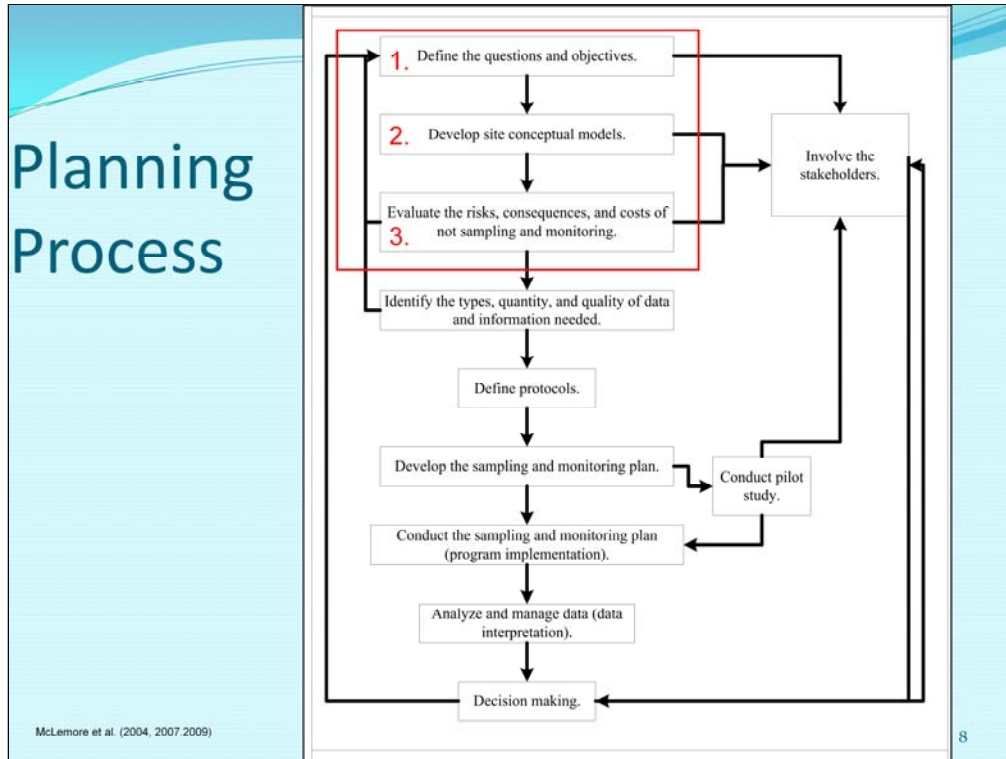 Planning
Process
1. Define the questions and objectives.
2. Develop site conceptual models.
Involve the
stakeholders.
Evaluate the risks, consequences, and costs of
3. not sampling and monitoring.
Identify the types, quantity, and quality of data
and information needed.
Define protocols.
Develop the sampling and monitoring plan.
Conduct pilot
study.
Conduct the sampling and monitoring plan
(program implementation).
Analyze and manage data (data
interpretation).
Decision making.
McLemore et al. (2004, 2007.2009)
8